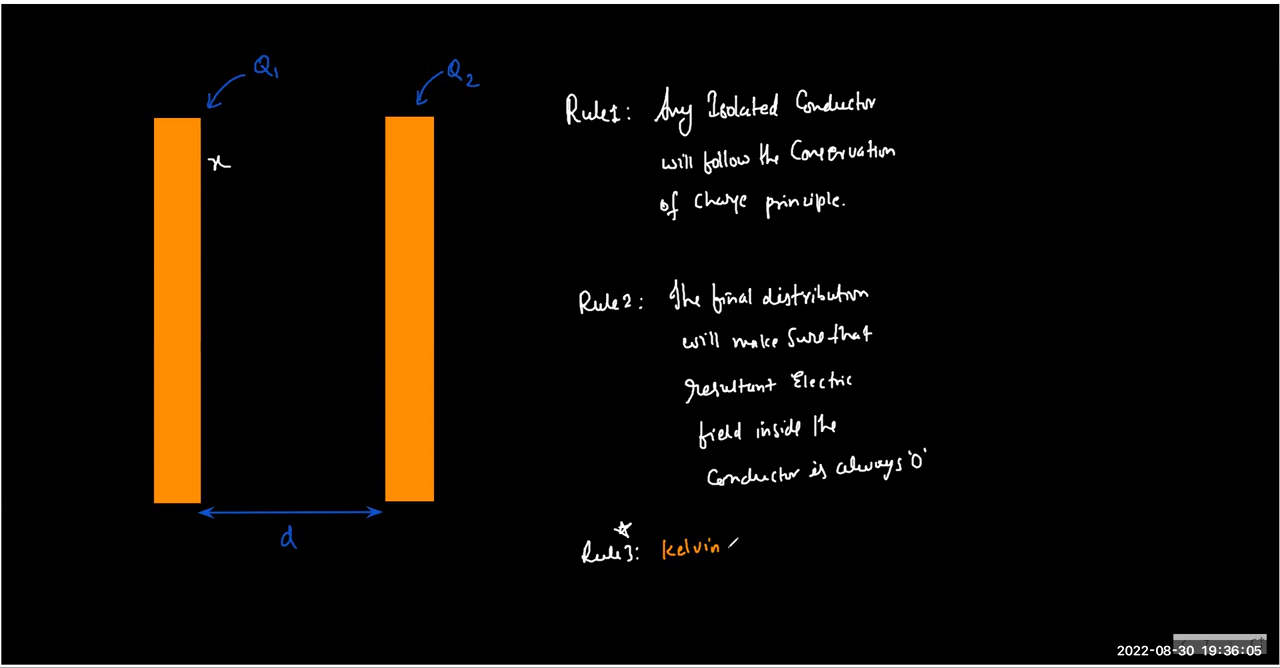 Q1
Q2
x
d
Rule1: Any Isolated Conductor
will follow the Conservation
of Charge principle.
Rule2: The final distribution
will make Sure that
resultant Electric
field inside the
Conductor is always '0'
Rule3: Kelvin
2022-08-30 19:36:05